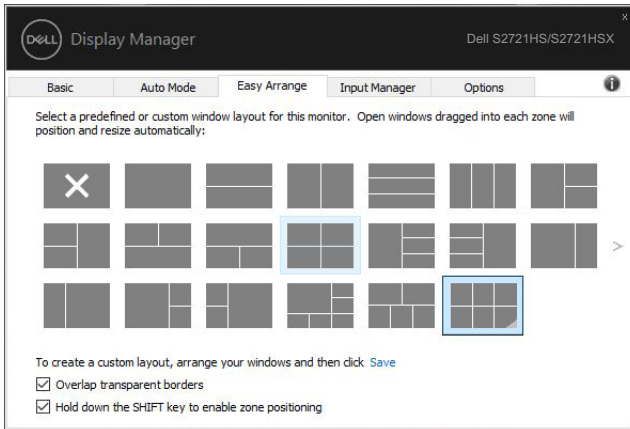 x
DELL Display Manager
Dell S2721HS/S2721HSX
Basic Auto Mode Easy Arrange Input Manager Options i
Select a predefined or custom window layout for this monitor. Open windows dragged into each zone will
position and resize automatically:
>
To create a custom layout, arrange your windows and then click Save
Overlap transparent borders
Hold down the SHIFT key to enable zone positioning